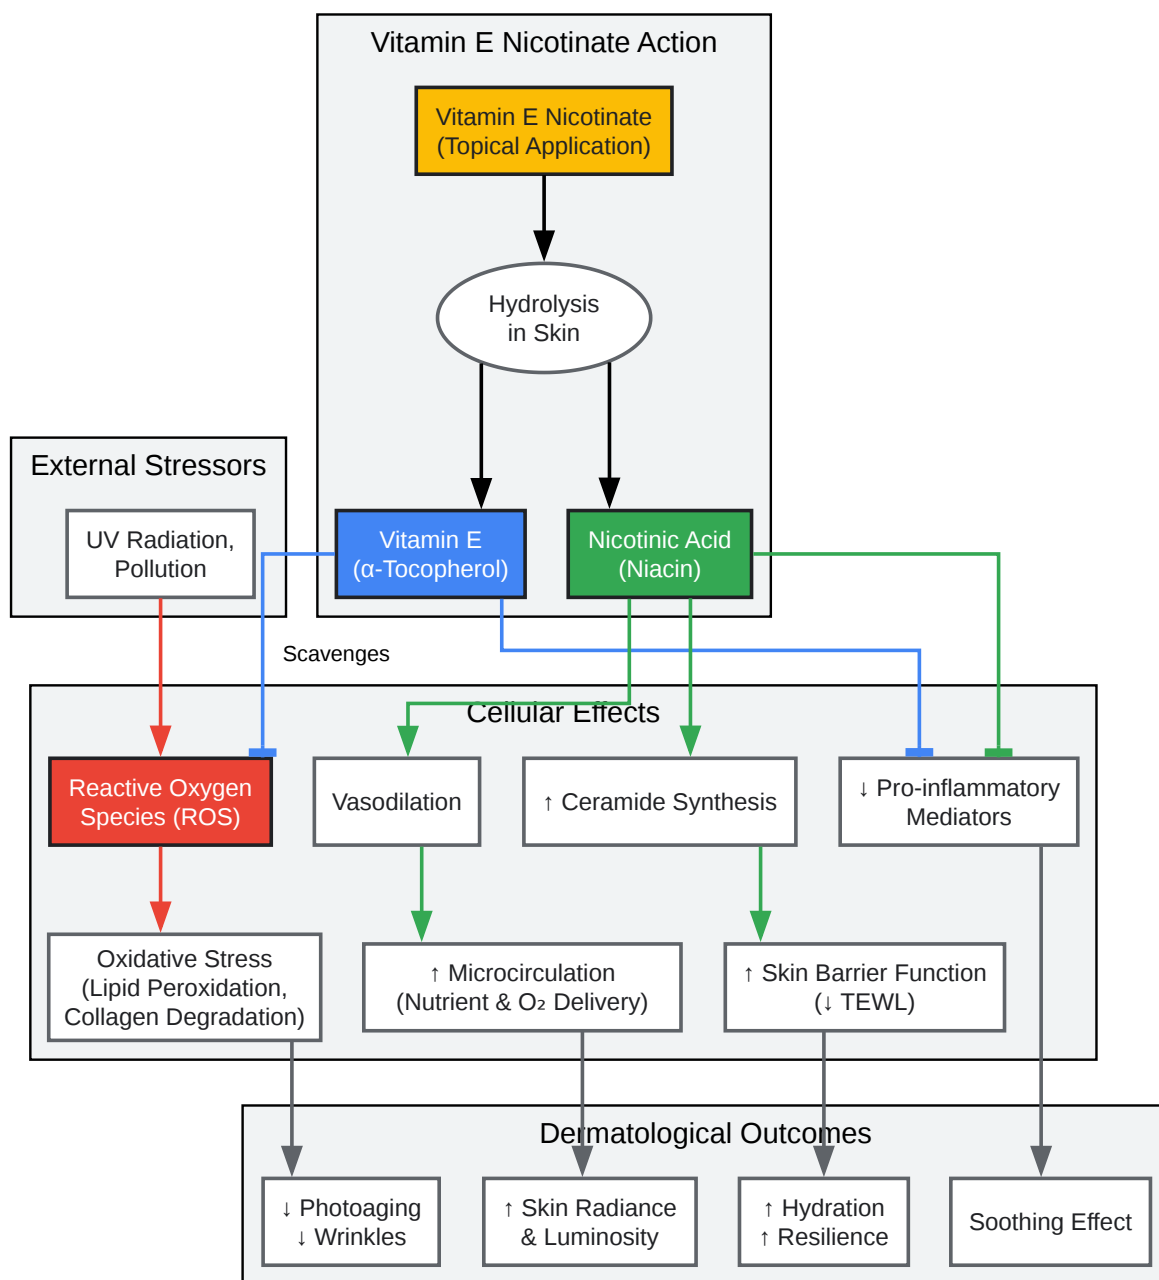 Vitamin E Nicotinate Action
Vitamin E Nicotinate
(Topical Application)
Hydrolysis
in Skin
External Stressors
UV Radiation,
Pollution
Vitamin E
(α-Tocopherol)
Nicotinic Acid
(Niacin)
Scavenges
Cellular Effects
Reactive Oxygen
Species (ROS)
Vasodilation
↑ Ceramide Synthesis
↓ Pro-inflammatory
Mediators
Oxidative Stress
(Lipid Peroxidation,
Collagen Degradation)
↑ Microcirculation
(Nutrient & O₂ Delivery)
↑ Skin Barrier Function
(↓ TEWL)
Dermatological Outcomes
↓ Photoaging
↓ Wrinkles
↑ Skin Radiance
& Luminosity
↑ Hydration
↑ Resilience
Soothing Effect